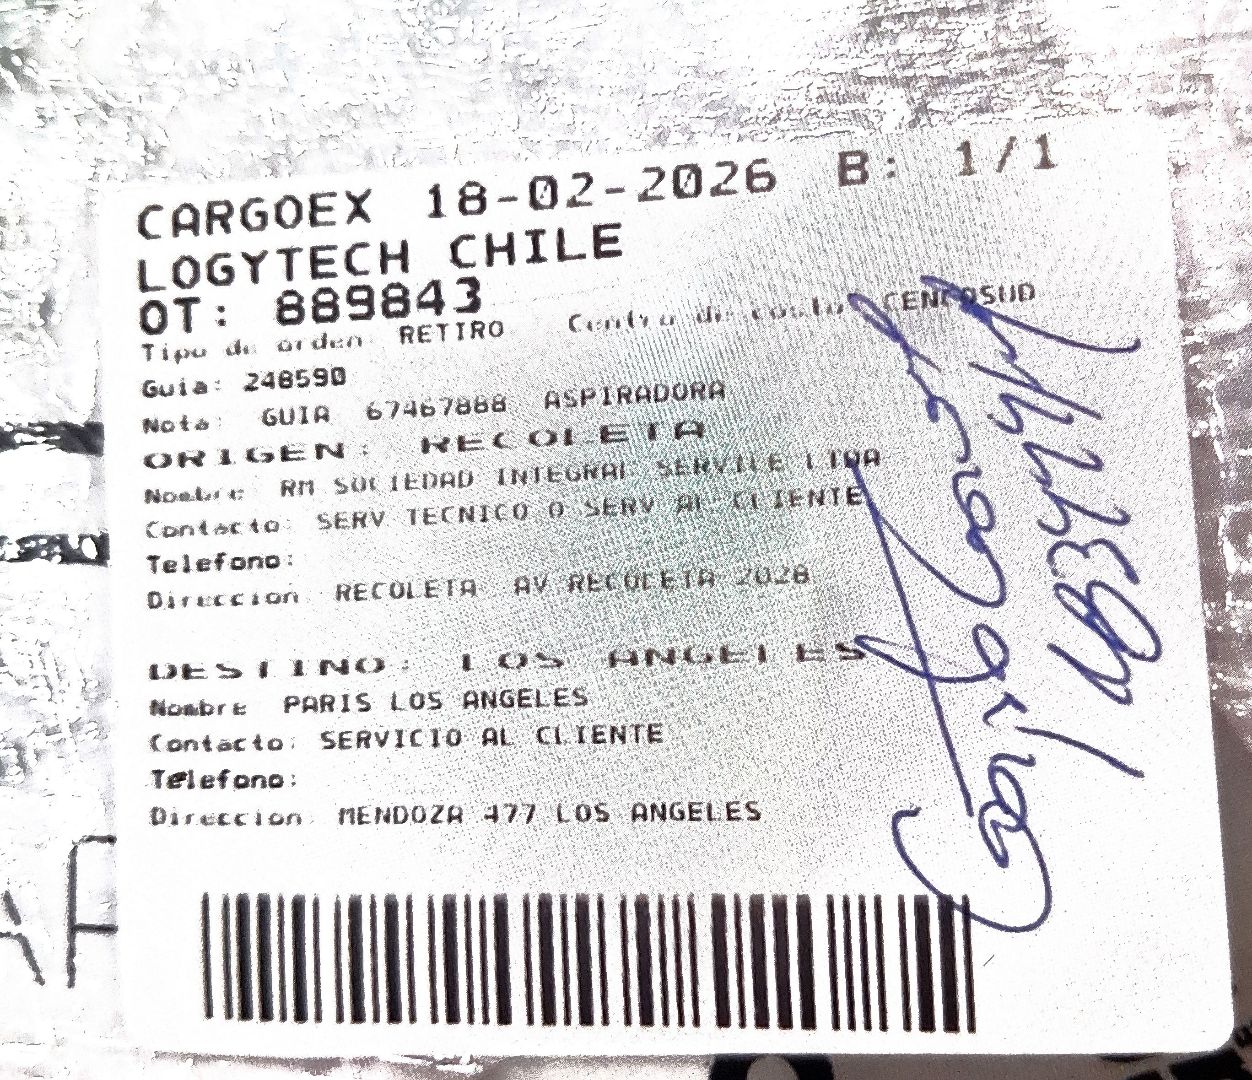 CARGOEX 18-02-2026 B: 1/1
LOGYTECH CHILE
OT: 889843
Tipo de orden: RETIRO Centro de costo: CENCOSUD
Guia: 248590
Nota: GUIA 67467888 ASPIRADORA
ORIGEN: RECOLETA
Nombre: RM SOCIEDAD INTEGRAL SERVICE LTDA
Contacto: SERV TECNICO O SERV AL CLIENTE
Telefono:
Direccion: RECOLETA AV RECOLETA 2028
DESTINO: LOS ANGELES
Nombre: PARIS LOS ANGELES
Contacto: SERVICIO AL CLIENTE
Telefono:
Direccion: MENDOZA 477 LOS ANGELES